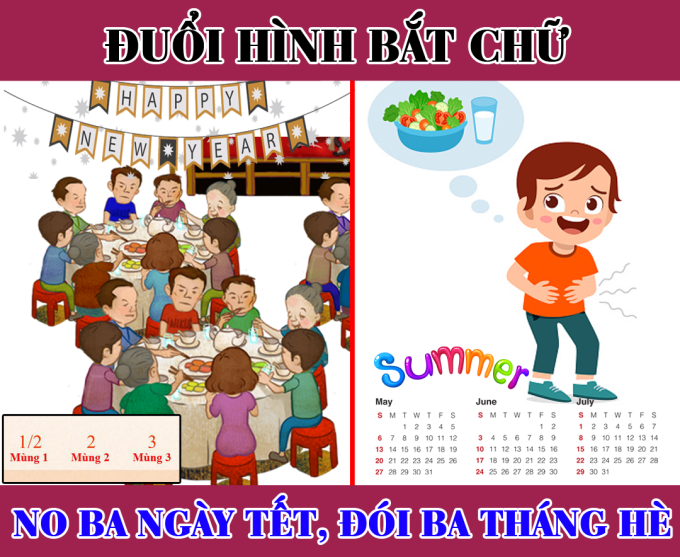 ĐUỔI HÌNH BẮT CHỮ
HAPPY
NEW YEAR
1/2 2 3
Mùng 1 Mùng 2 Mùng 3
Summer
May June July
S M T W T F S S M T W T F S S M T W T F S
NO BA NGÀY TẾT, ĐÓI BA THÁNG HÈ